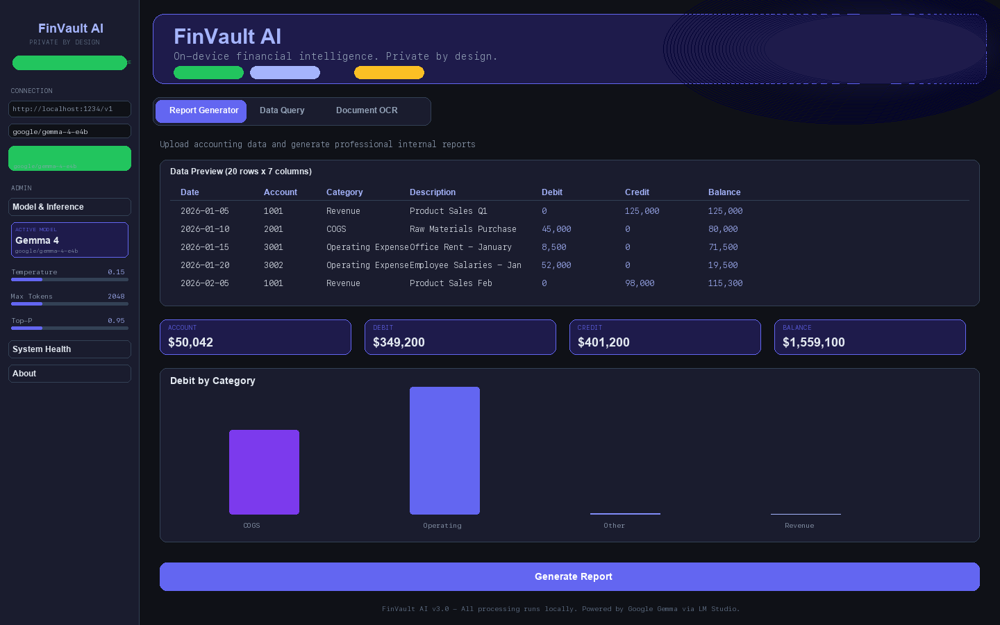 FinVault AI
PRIVATE BY DESIGN
CONNECTION
http://localhost:1234/v1
google/gemma-4-e4b
google/gemma-4-e4b
ADMIN
Model & Inference
ACTIVE MODEL
Gemma 4
google/gemma-4-e4b
Temperature 0.15
Max Tokens 2048
Top-P 0.95
System Health
About
FinVault AI
On-device financial intelligence. Private by design.
Report Generator Data Query Document OCR
Upload accounting data and generate professional internal reports
Data Preview (20 rows x 7 columns)
Date Account Category Description Debit Credit Balance
2026-01-05 1001 Revenue Product Sales Q1 0 125,000 125,000
2026-01-10 2001 COGS Raw Materials Purchase 45,000 0 80,000
2026-01-15 3001 Operating Expense Office Rent - January 8,500 0 71,500
2026-01-20 3002 Operating Expense Employee Salaries - Jan 52,000 0 19,500
2026-02-05 1001 Revenue Product Sales Feb 0 98,000 115,300
ACCOUNT DEBIT CREDIT BALANCE
$50,042 $349,200 $401,200 $1,559,100
Debit by Category
COGS Operating Other Revenue
Generate Report
FinVault AI v3.0 - All processing runs locally. Powered by Google Gemma via LM Studio.